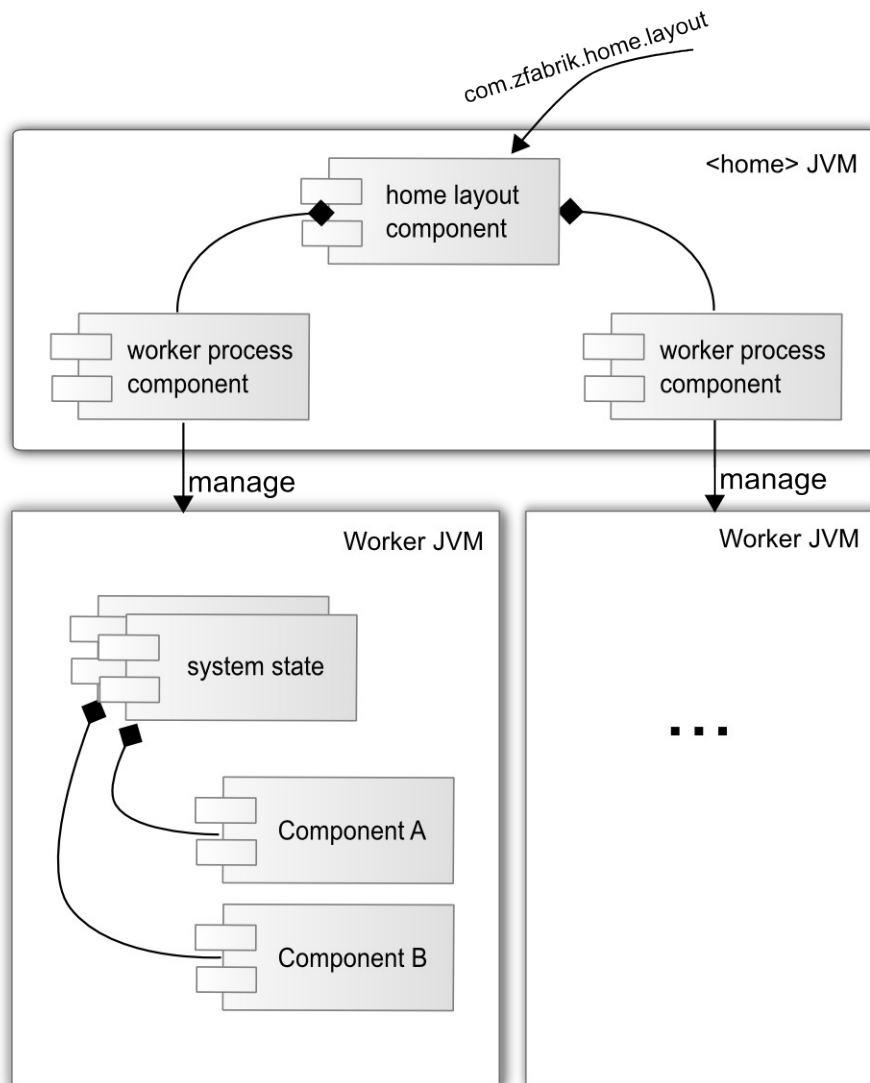 com.zfabrik.home.layout
<home> JVM
home layout
component
worker process
component
worker process
component
manage
manage
Worker JVM
Worker JVM
system state
...
Component A
Component B